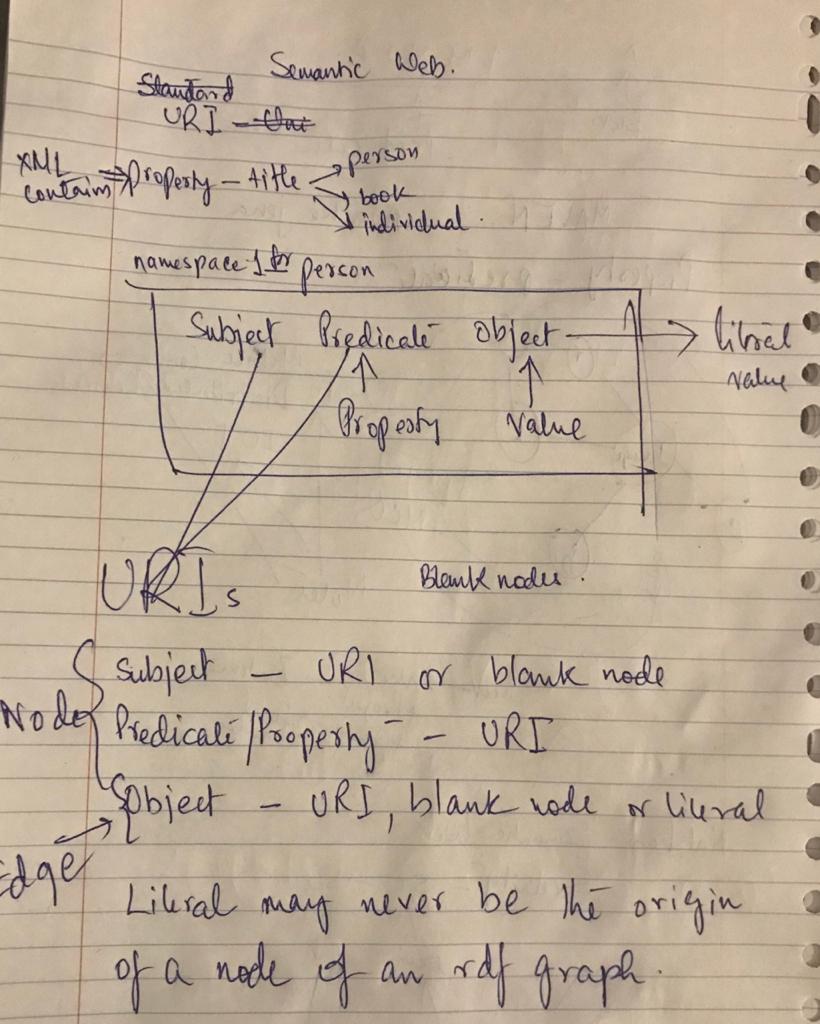 Semantic Web.
Standard
URI –
XML
contains ⇒ property – title → person
→ book
→ individual.
namespace 1 for person
Subject Predicate Object → literal
value
↑ ↑
Property Value
URIs
Blank nodes.
Node { Subject – URI or blank node
Predicate/Property – URI
Object – URI, blank node or literal
Edge →
Literal may never be the origin
of a node of an rdf graph.